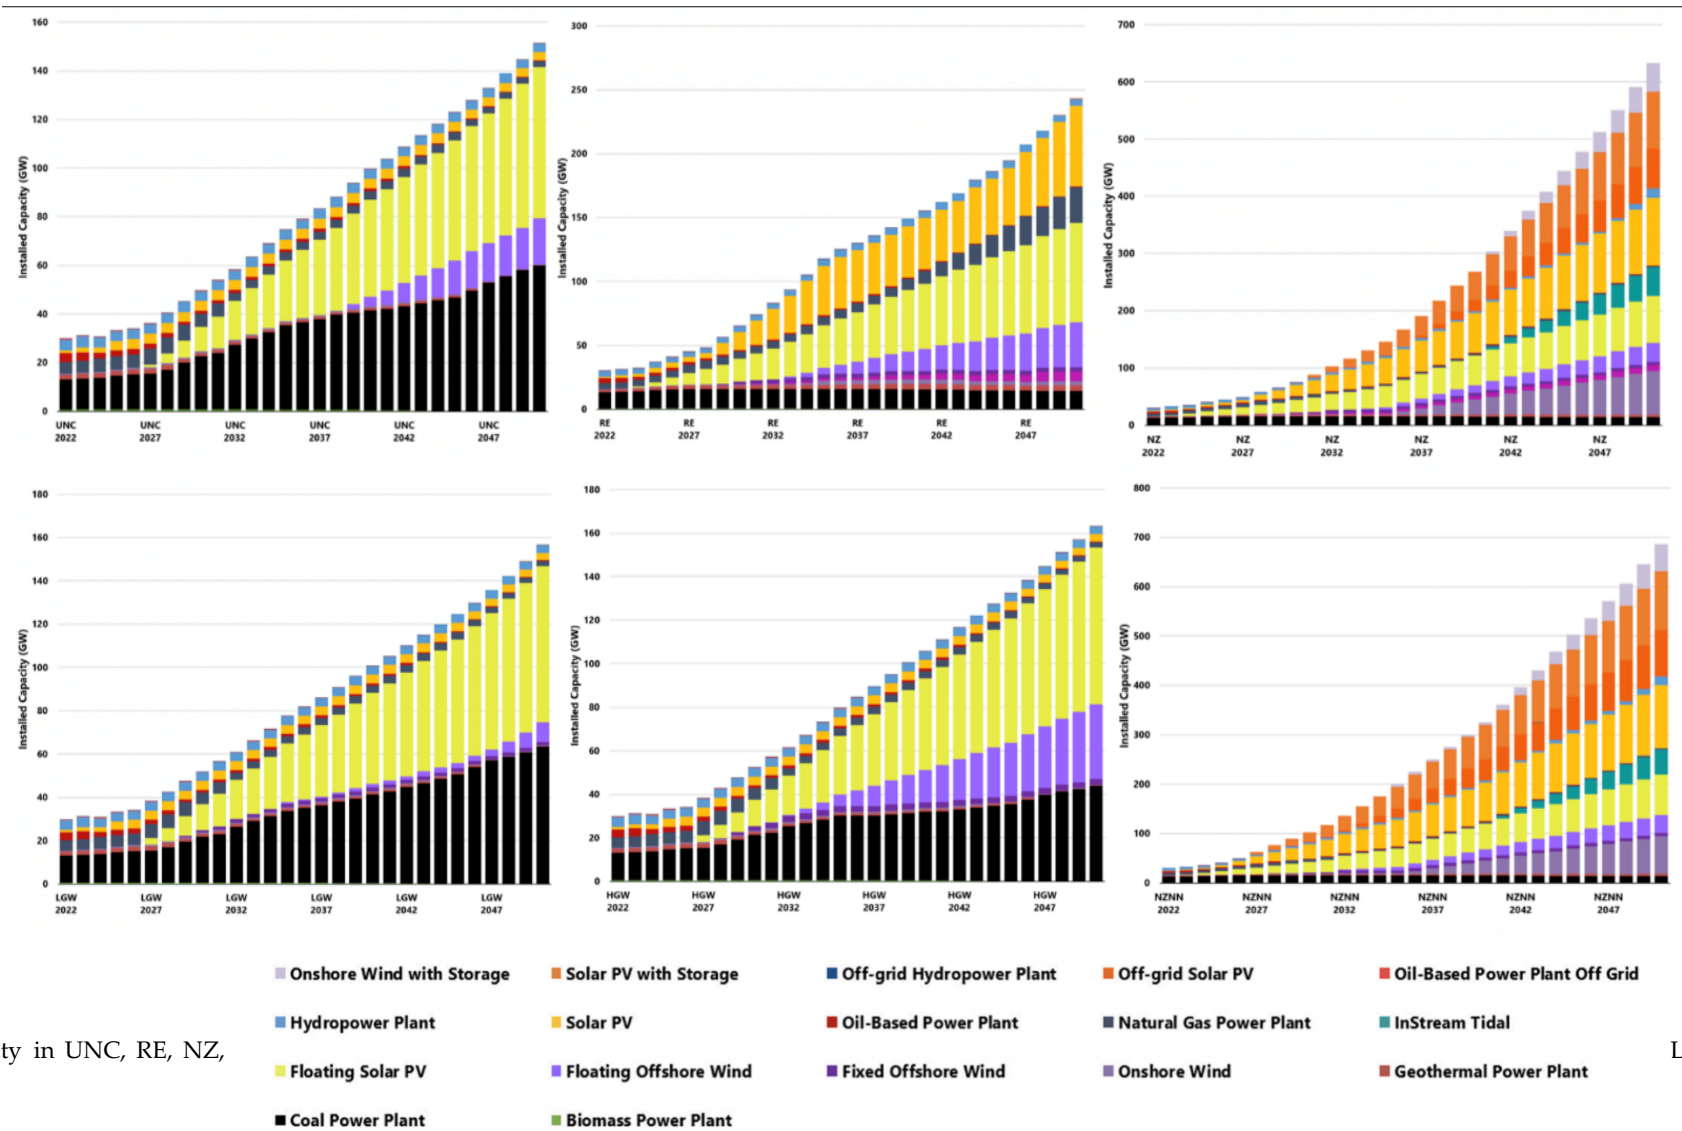 160
140
120
100
80
60
40
20
0
Installed Capacity (GW)
UNC 2022
UNC 2027
UNC 2032
UNC 2037
UNC 2042
UNC 2047
300
250
200
150
100
50
0
Installed Capacity (GW)
RE 2022
RE 2027
RE 2032
RE 2037
RE 2042
RE 2047
700
600
500
400
300
200
100
0
Installed Capacity (GW)
NZ 2022
NZ 2027
NZ 2032
NZ 2037
NZ 2042
NZ 2047
180
160
140
120
100
80
60
40
20
0
Installed Capacity (GW)
LGW 2022
LGW 2027
LGW 2032
LGW 2037
LGW 2042
LGW 2047
180
160
140
120
100
80
60
40
20
0
Installed Capacity (GW)
HGW 2022
HGW 2027
HGW 2032
HGW 2037
HGW 2042
HGW 2047
800
700
600
500
400
300
200
100
0
Installed Capacity (GW)
NZNN 2022
NZNN 2027
NZNN 2032
NZNN 2037
NZNN 2042
NZNN 2047
Onshore Wind with Storage
Solar PV with Storage
Off-grid Hydropower Plant
Off-grid Solar PV
Oil-Based Power Plant Off Grid
Hydropower Plant
Solar PV
Oil-Based Power Plant
Natural Gas Power Plant
InStream Tidal
Floating Solar PV
Floating Offshore Wind
Fixed Offshore Wind
Onshore Wind
Geothermal Power Plant
Coal Power Plant
Biomass Power Plant
ty in UNC, RE, NZ,
L